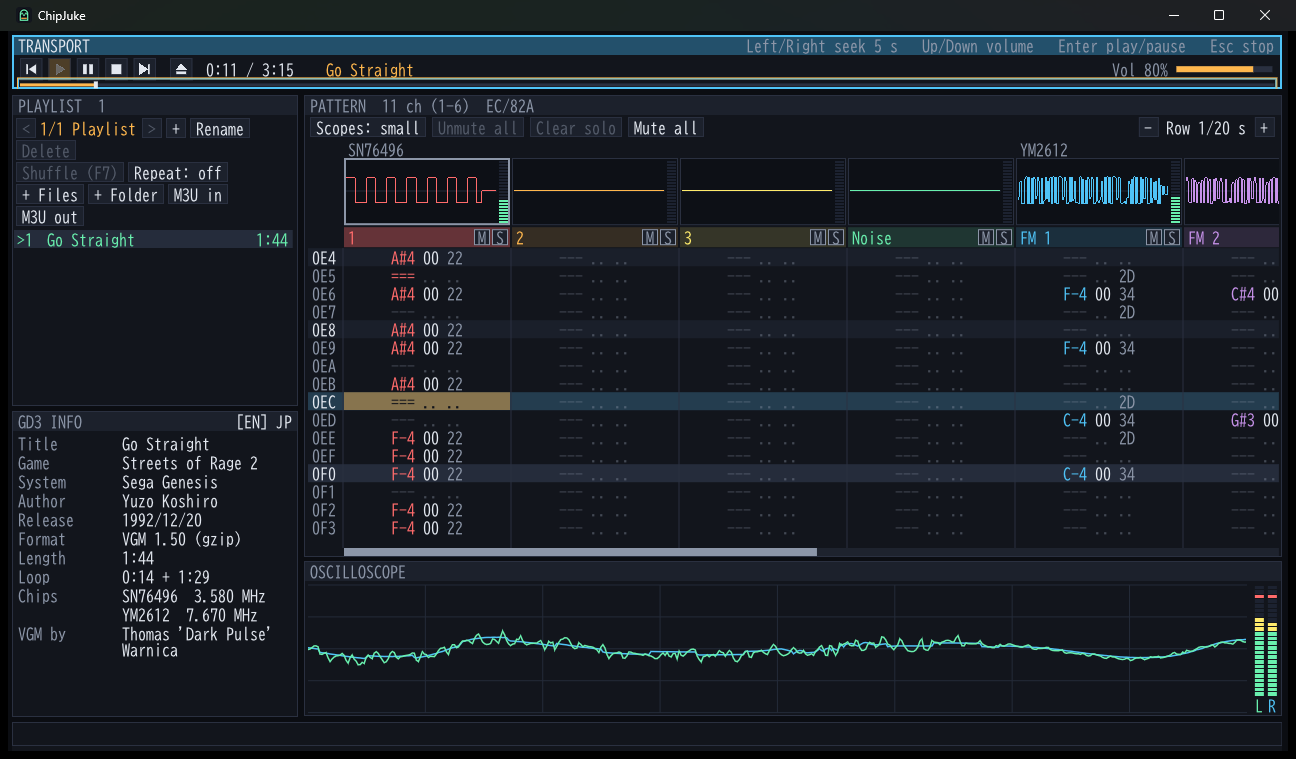 ChipJuke
TRANSPORT Left/Right seek 5 s Up/Down volume Enter play/pause Esc stop
0:11 / 3:15 Go Straight Vol 80%
PLAYLIST 1
< 1/1 Playlist > + Rename
Delete
Shuffle (F7) Repeat: off
+ Files + Folder M3U in
M3U out
>1 Go Straight 1:44
GD3 INFO [EN] JP
Title Go Straight
Game Streets of Rage 2
System Sega Genesis
Author Yuzo Koshiro
Release 1992/12/20
Format VGM 1.50 (gzip)
Length 1:44
Loop 0:14 + 1:29
Chips SN76496 3.580 MHz
YM2612 7.670 MHz
VGM by Thomas 'Dark Pulse'
Warnica
PATTERN 11 ch (1-6) EC/82A
Scopes: small Unmute all Clear solo Mute all - Row 1/20 s +
SN76496 YM2612
1 M S 2 M S 3 M S Noise M S FM 1 M S FM 2
0E4 A#4 00 22 --- .. .. --- .. .. --- .. .. --- .. .. --- ..
0E5 === .. .. --- .. .. --- .. .. --- .. .. --- .. 2D --- ..
0E6 A#4 00 22 --- .. .. --- .. .. --- .. .. F-4 00 34 C#4 00
0E7 --- .. .. --- .. .. --- .. .. --- .. .. --- .. 2D --- ..
0E8 A#4 00 22 --- .. .. --- .. .. --- .. .. --- .. .. --- ..
0E9 A#4 00 22 --- .. .. --- .. .. --- .. .. F-4 00 34 --- ..
0EA --- .. .. --- .. .. --- .. .. --- .. .. --- .. .. --- ..
0EB A#4 00 22 --- .. .. --- .. .. --- .. .. --- .. .. --- ..
0EC === .. .. --- .. .. --- .. .. --- .. .. --- .. 2D --- ..
0ED --- .. .. --- .. .. --- .. .. --- .. .. C-4 00 34 G#3 00
0EE F-4 00 22 --- .. .. --- .. .. --- .. .. --- .. 2D --- ..
0EF F-4 00 22 --- .. .. --- .. .. --- .. .. --- .. .. --- ..
0F0 F-4 00 22 --- .. .. --- .. .. --- .. .. C-4 00 34 --- ..
0F1 --- .. .. --- .. .. --- .. .. --- .. .. --- .. .. --- ..
0F2 F-4 00 22 --- .. .. --- .. .. --- .. .. --- .. .. --- ..
0F3 F-4 00 22 --- .. .. --- .. .. --- .. .. --- .. .. --- ..
OSCILLOSCOPE
L R